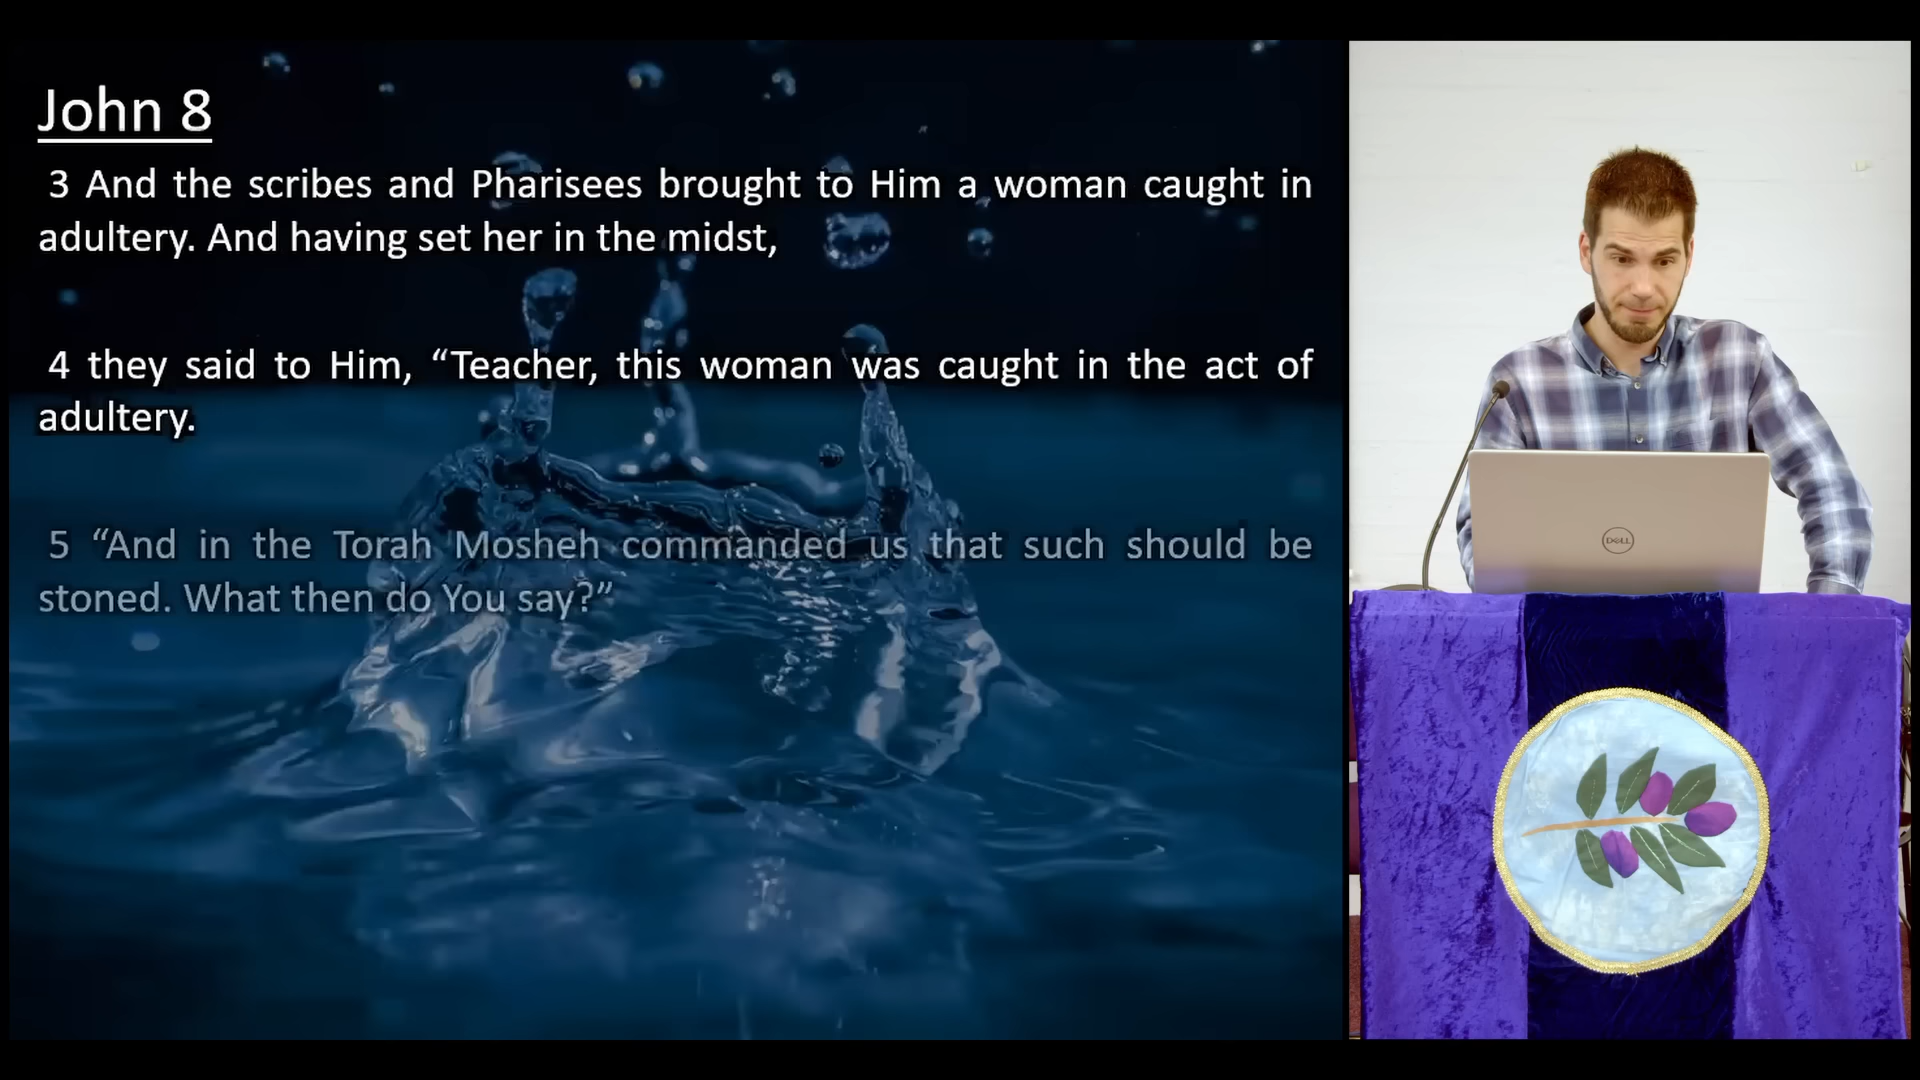 John 8
3 And the scribes and Pharisees brought to Him a woman caught in
adultery. And having set her in the midst,
4 they said to Him, “Teacher, this woman was caught in the act of
adultery.
5 “And in the Torah Mosheh commanded us that such should be
stoned. What then do You say?”
DELL